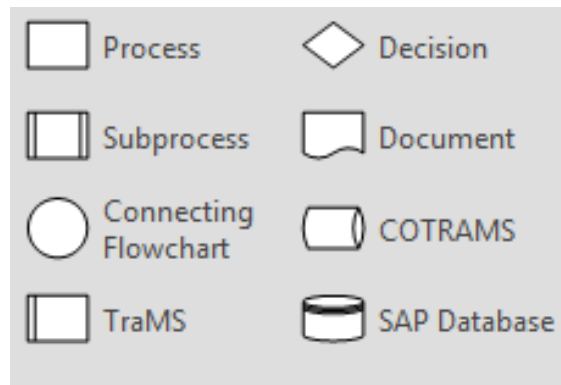 Process
Decision
Subprocess
Document
Connecting
Flowchart
COTRAMS
TraMS
SAP Database